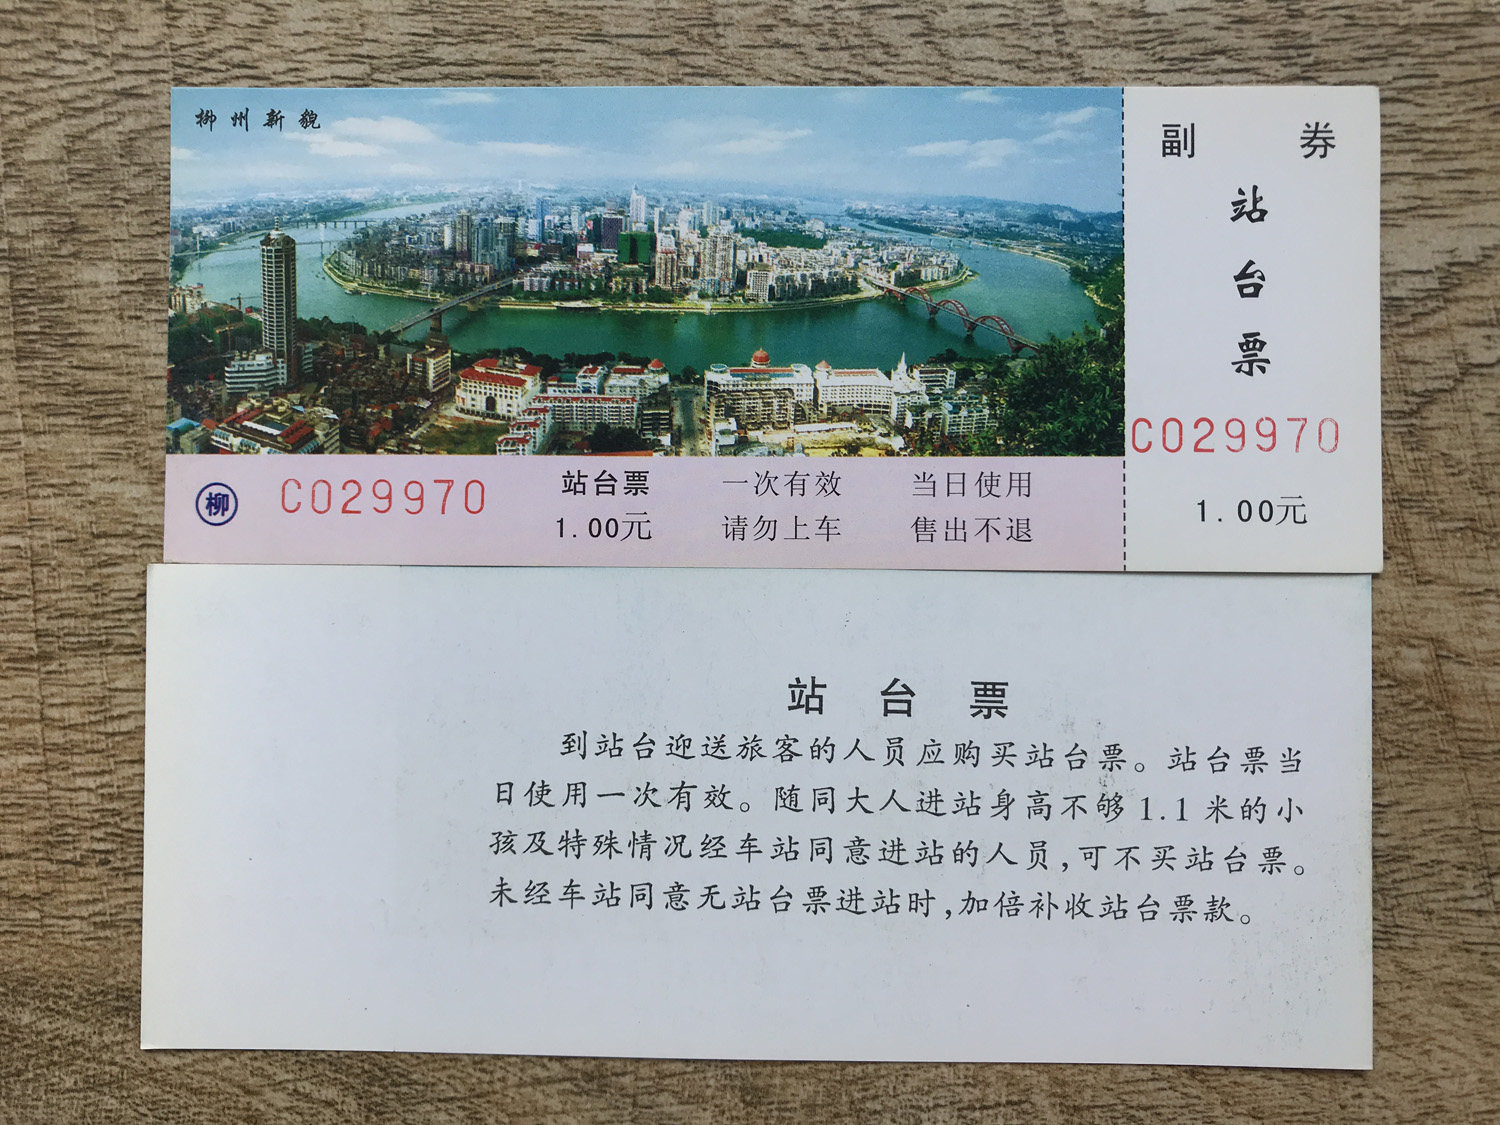 柳州新貌
柳
C029970
站台票
1.00元
一次有效
请勿上车
当日使用
售出不退
副 券
站台票
C029970
1.00元
站 台 票
到站台迎送旅客的人员应购买站台票。站台票当
日使用一次有效。随同大人进站身高不够1.1米的小
孩及特殊情况经车站同意进站的人员,可不买站台票。
未经车站同意无站台票进站时,加倍补收站台票款。